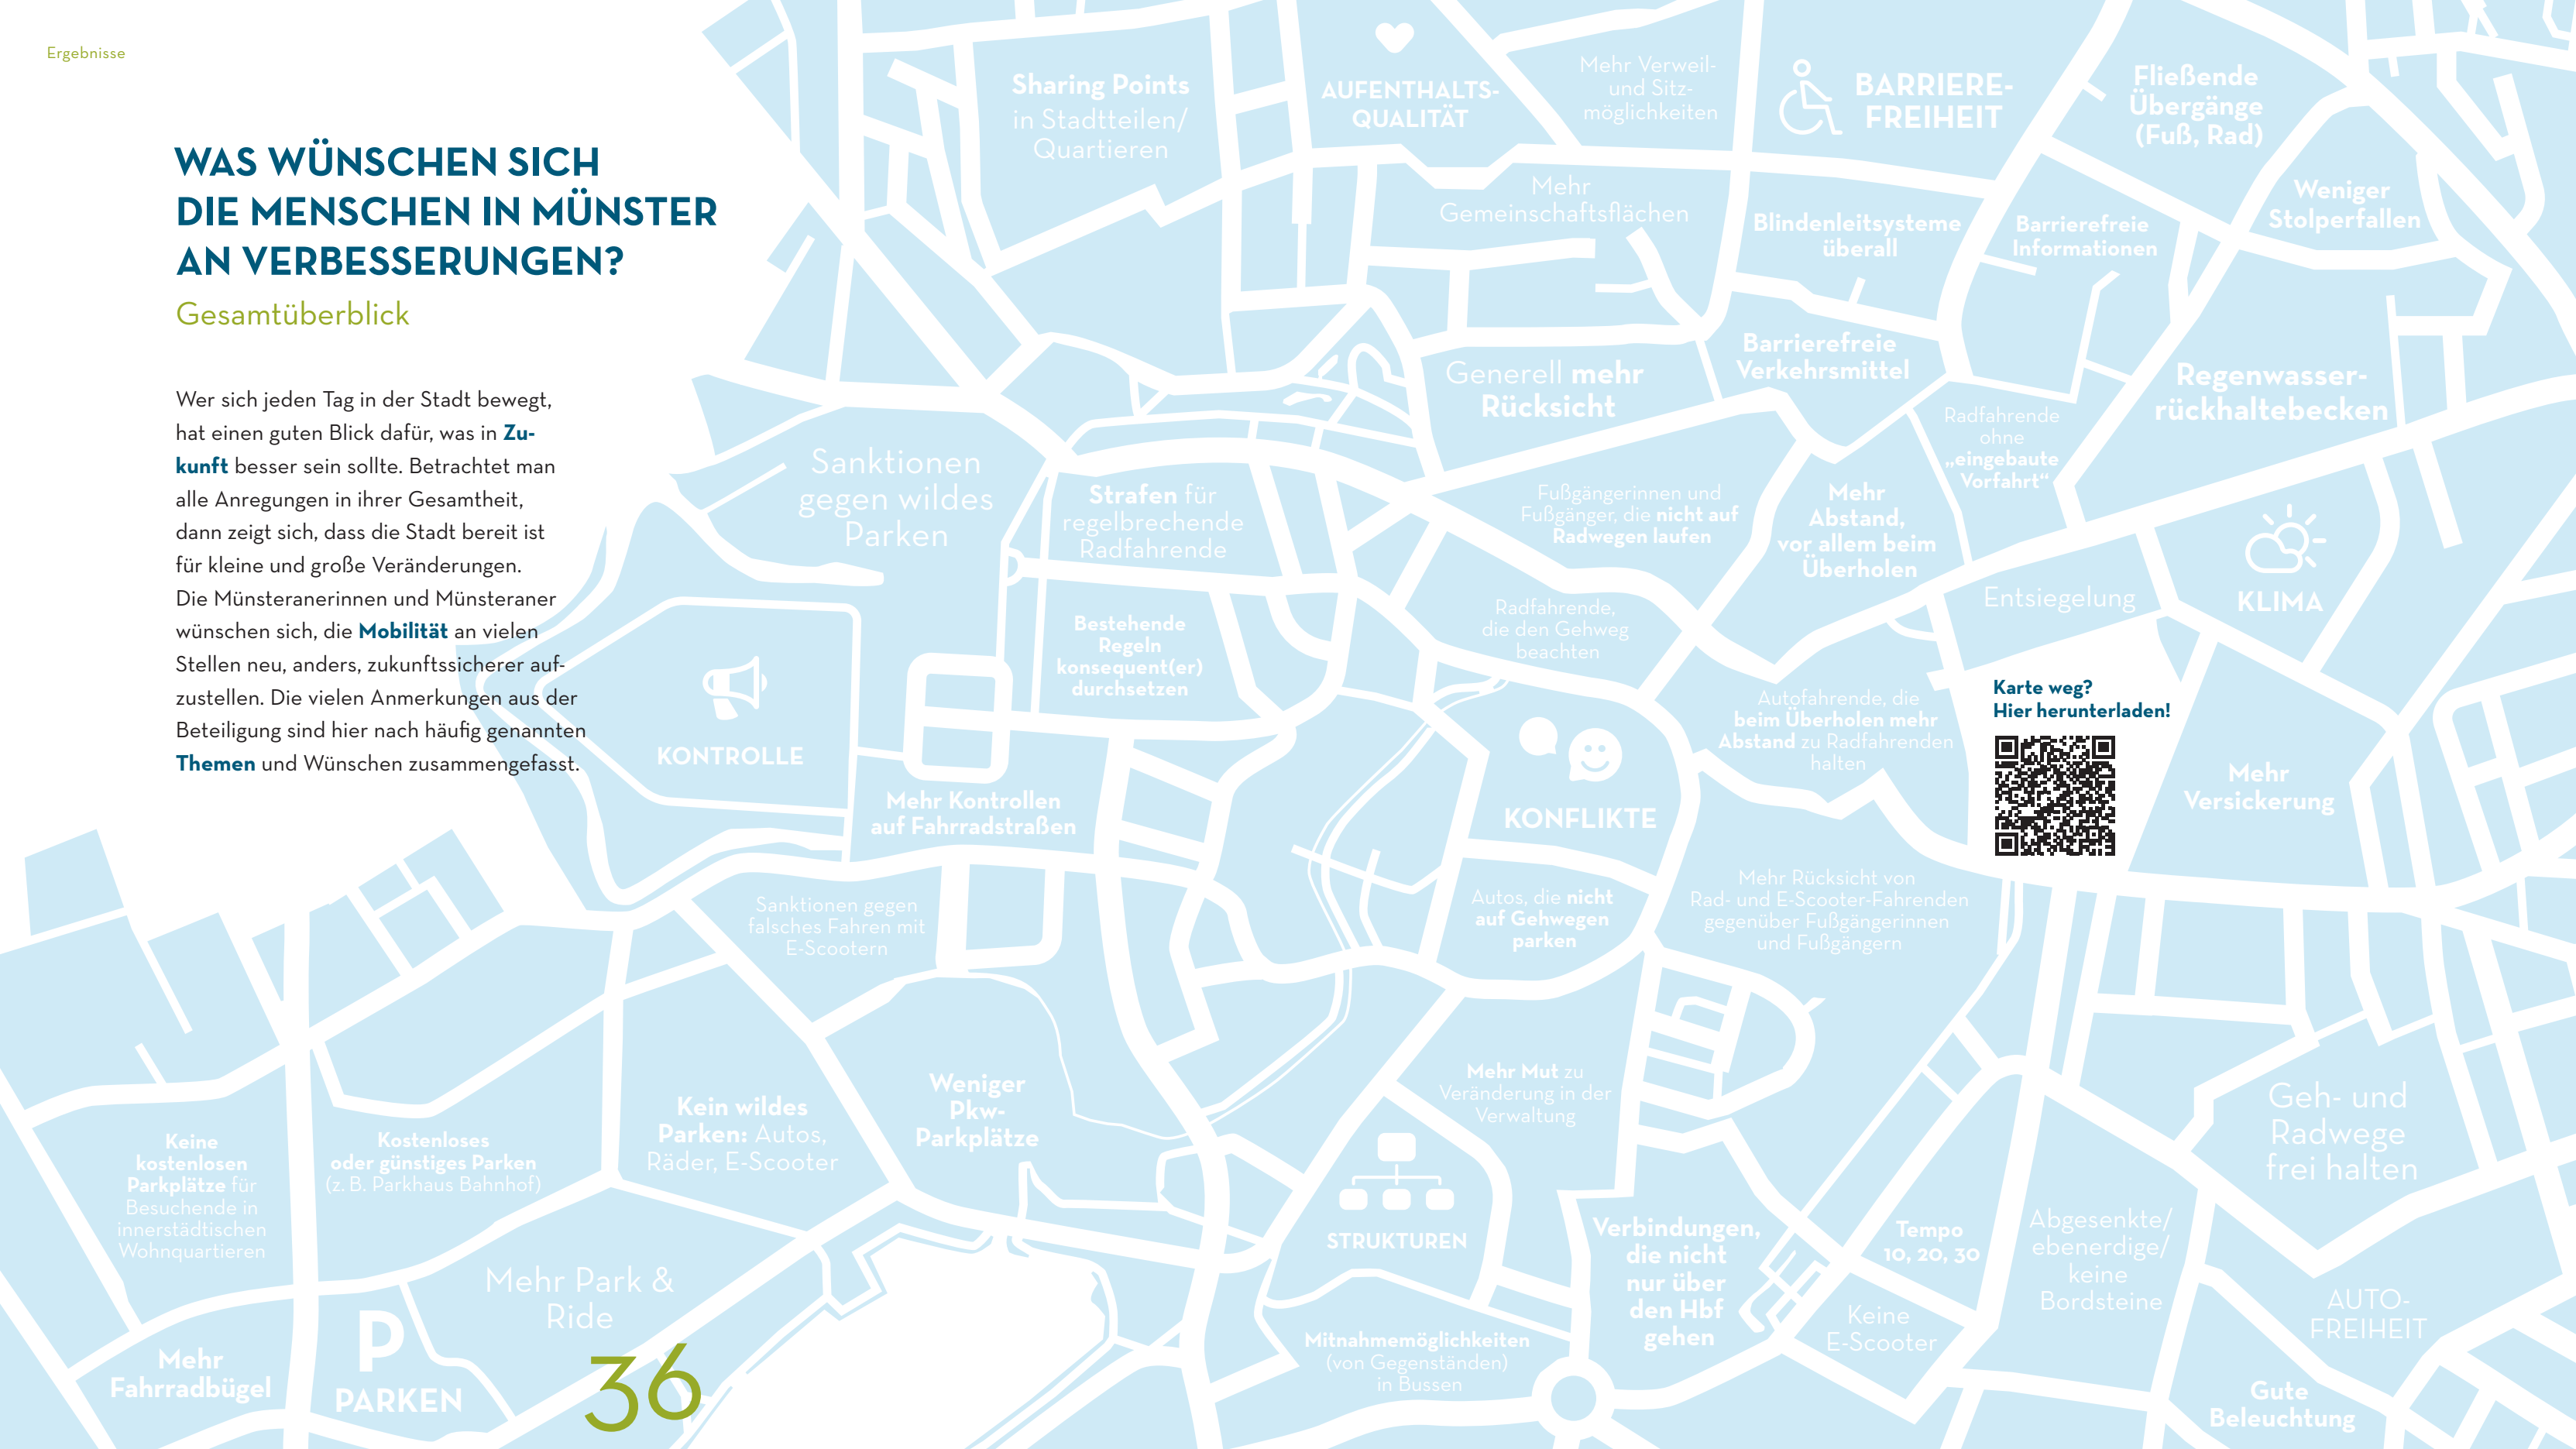 Ergebnisse
WAS WÜNSCHEN SICH
DIE MENSCHEN IN MÜNSTER
AN VERBESSERUNGEN?
Gesamtüberblick
Wer sich jeden Tag in der Stadt bewegt,
hat einen guten Blick dafür, was in Zu-
kunft besser sein sollte. Betrachtet man
alle Anregungen in ihrer Gesamtheit,
dann zeigt sich, dass die Stadt bereit ist
für kleine und große Veränderungen.
Die Münsteranerinnen und Münsteraner
wünschen sich, die Mobilität an vielen
Stellen neu, anders, zukunftssicherer auf-
zustellen. Die vielen Anmerkungen aus der
Beteiligung sind hier nach häufig genannten
Themen und Wünschen zusammengefasst.
Sharing Points
in Stadtteilen/
Quartieren
AUFENTHALTS-
QUALITÄT
Mehr Verweil-
und Sitz-
möglichkeiten
BARRIERE-
FREIHEIT
Fließende
Übergänge
(Fuß, Rad)
Mehr
Gemeinschaftsflächen
Blindenleitsysteme
überall
Barrierefreie
Informationen
Weniger
Stolperfallen
Generell mehr
Rücksicht
Barrierefreie
Verkehrsmittel
Regenwasser-
rückhaltebecken
Radfahrende
ohne
„eingebaute
Vorfahrt“
Sanktionen
gegen wildes
Parken
Strafen für
regelbrechende
Radfahrende
Fußgängerinnen und
Fußgänger, die nicht auf
Radwegen laufen
Mehr
Abstand,
vor allem beim
Überholen
Entsiegelung
KLIMA
Bestehende
Regeln
konsequent(er)
durchsetzen
Radfahrende,
die den Gehweg
beachten
KONTROLLE
Autofahrende, die
beim Überholen mehr
Abstand zu Radfahrenden
halten
Karte weg?
Hier herunterladen!
Mehr
Versickerung
Mehr Kontrollen
auf Fahrradstraßen
KONFLIKTE
Sanktionen gegen
falsches Fahren mit
E-Scootern
Autos, die nicht
auf Gehwegen
parken
Mehr Rücksicht von
Rad- und E-Scooter-Fahrenden
gegenüber Fußgängerinnen
und Fußgängern
Keine
kostenlosen
Parkplätze für
Besuchende in
innerstädtischen
Wohnquartieren
Kostenloses
oder günstiges Parken
(z. B. Parkhaus Bahnhof)
Kein wildes
Parken: Autos,
Räder, E-Scooter
Weniger
Pkw-
Parkplätze
Mehr Mut zu
Veränderung in der
Verwaltung
Geh- und
Radwege
frei halten
STRUKTUREN
Verbindungen,
die nicht
nur über
den Hbf
gehen
Tempo
10, 20, 30
Abgesenkte/
ebenerdige/
keine
Bordsteine
Mehr Park &
Ride
Keine
E-Scooter
AUTO-
FREIHEIT
Mehr
Fahrradbügel
P
PARKEN
Mitnahmemöglichkeiten
(von Gegenständen)
in Bussen
Gute
Beleuchtung
36